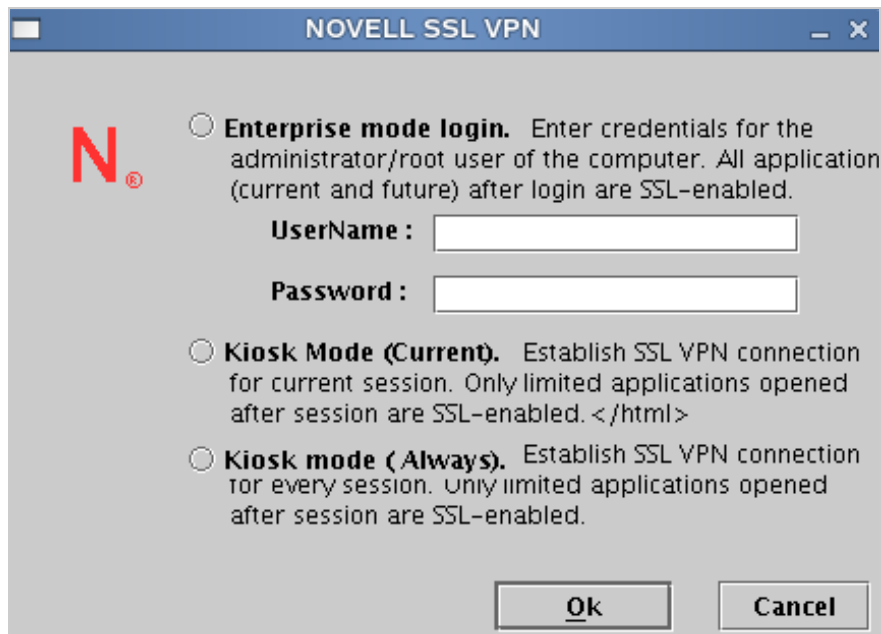 NOVELL SSL VPN
N®
Enterprise mode login. Enter credentials for the
administrator/root user of the computer. All application
(current and future) after login are SSL-enabled.
UserName :
Password :
Kiosk Mode (Current). Establish SSL VPN connection
for current session. Only limited applications opened
after session are SSL-enabled.</html>
Kiosk mode ( Always). Establish SSL VPN connection
for every session. Only limited applications opened
after session are SSL-enabled.
Ok
Cancel